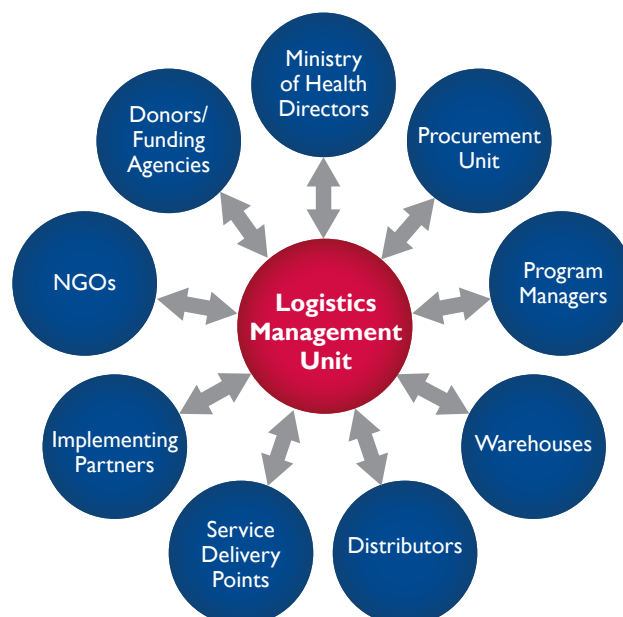 Ministry
of Health
Directors
Procurement
Unit
Program
Managers
Warehouses
Distributors
Service
Delivery
Points
Implementing
Partners
NGOs
Donors/
Funding
Agencies
Logistics
Management
Unit